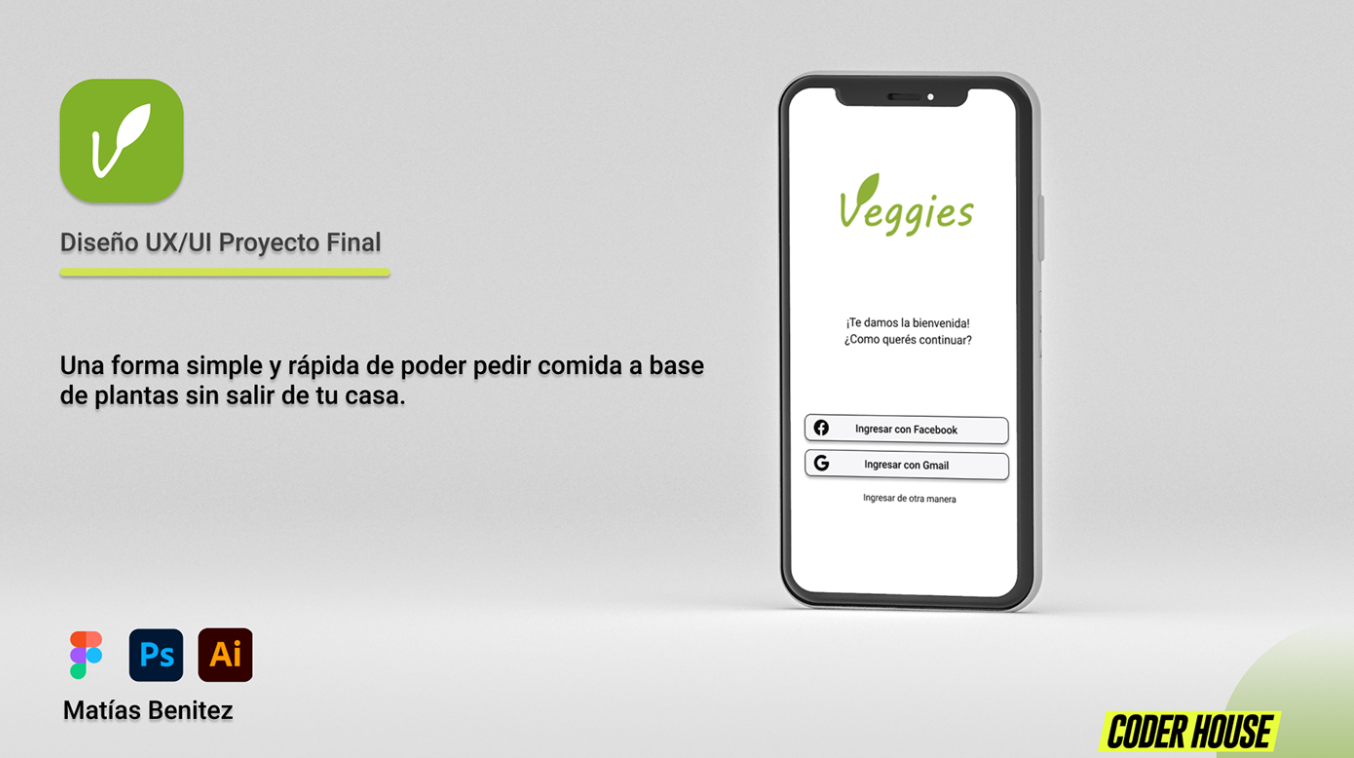 Diseño UX/UI Proyecto Final
Una forma simple y rápida de poder pedir comida a base
de plantas sin salir de tu casa.
Veggies
¡Te damos la bienvenida!
¿Como querés continuar?
Ingresar con Facebook
G Ingresar con Gmail
Ingresar de otra manera
Ps Ai
Matías Benitez
CODER HOUSE